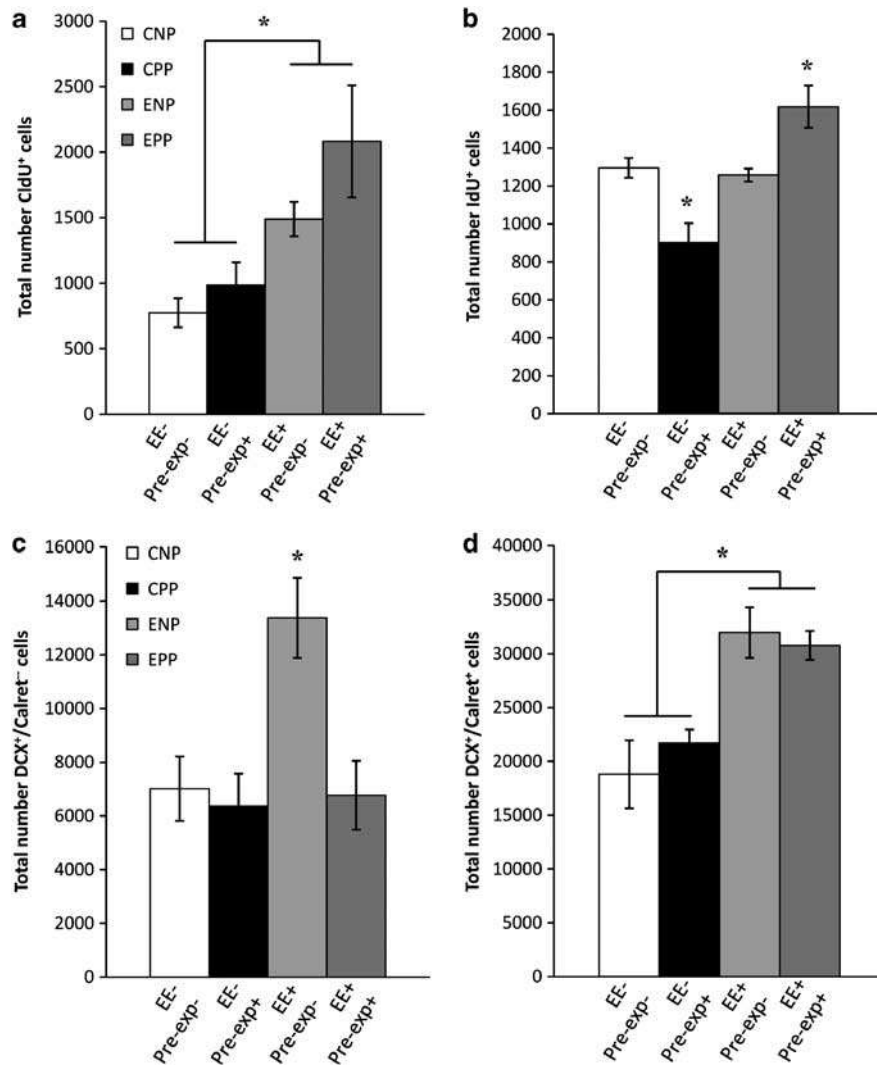 a
Total number CldU⁺ cells
3000
2500
2000
1500
1000
500
0
CNP
CPP
ENP
EPP
*
EE-
Pre-exp-
EE-
Pre-exp+
EE+
Pre-exp-
EE+
Pre-exp+
b
Total number IdU⁺ cells
2000
1800
1600
1400
1200
1000
800
600
400
200
0
*
*
EE-
Pre-exp-
EE-
Pre-exp+
EE+
Pre-exp-
EE+
Pre-exp+
c
Total number DCX⁺/Calret⁻ cells
16000
14000
12000
10000
8000
6000
4000
2000
0
CNP
CPP
ENP
EPP
*
EE-
Pre-exp-
EE-
Pre-exp+
EE+
Pre-exp-
EE+
Pre-exp+
d
Total number DCX⁺/Calret⁺ cells
40000
35000
30000
25000
20000
15000
10000
5000
0
*
EE-
Pre-exp-
EE-
Pre-exp+
EE+
Pre-exp-
EE+
Pre-exp+